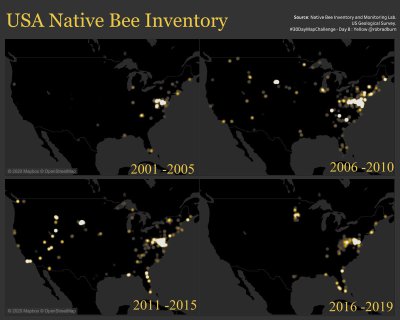 USA Native Bee Inventory
Source: Native Bee Inventory and Monitoring Lab.
US Geological Survey.
#30DayMapChallenge - Day 8 : Yellow @robradburn
2001 -2005
© 2020 Mapbox © OpenStreetMap
2006 -2010
2011 -2015
© 2020 Mapbox © OpenStreetMap
2016 -2019